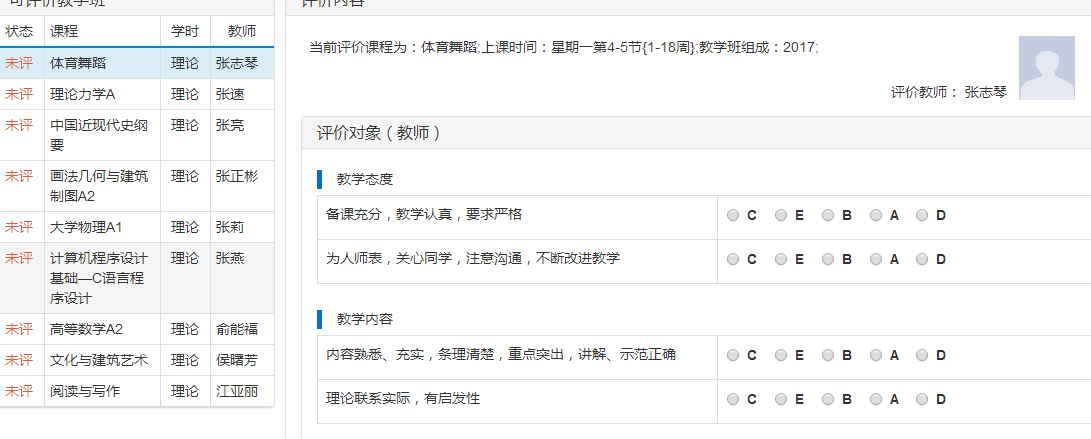 可评价教学班
状态 课程 学时 教师
未评 体育舞蹈 理论 张志琴
未评 理论力学A 理论 张速
未评 中国近现代史纲 理论 张亮
要
未评 画法几何与建筑 理论 张正彬
制图A2
未评 大学物理A1 理论 张莉
未评 计算机程序设计 理论 张燕
基础—C语言程
序设计
未评 高等数学A2 理论 俞能福
未评 文化与建筑艺术 理论 侯曙芳
未评 阅读与写作 理论 江亚丽
评价内容
当前评价课程为：体育舞蹈;上课时间：星期一第4-5节{1-18周};教学班组成：2017;
评价教师： 张志琴
评价对象（教师）
教学态度
备课充分，教学认真，要求严格 C E B A D
为人师表，关心同学，注意沟通，不断改进教学 C E B A D
教学内容
内容熟悉、充实，条理清楚，重点突出，讲解、示范正确 C E B A D
理论联系实际，有启发性 C E B A D